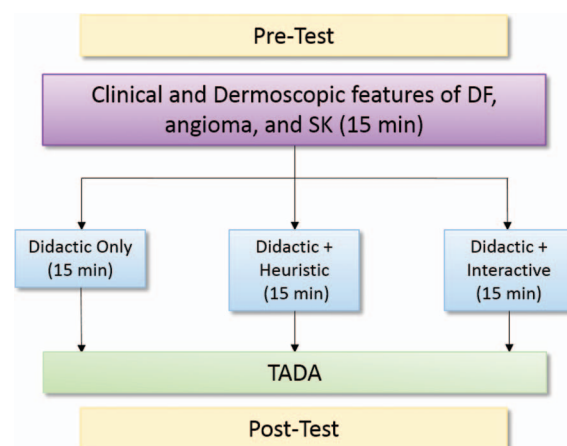 Pre-Test
Clinical and Dermoscopic features of DF,
angioma, and SK (15 min)
Didactic Only
(15 min)
Didactic +
Heuristic
(15 min)
Didactic +
Interactive
(15 min)
TADA
Post-Test